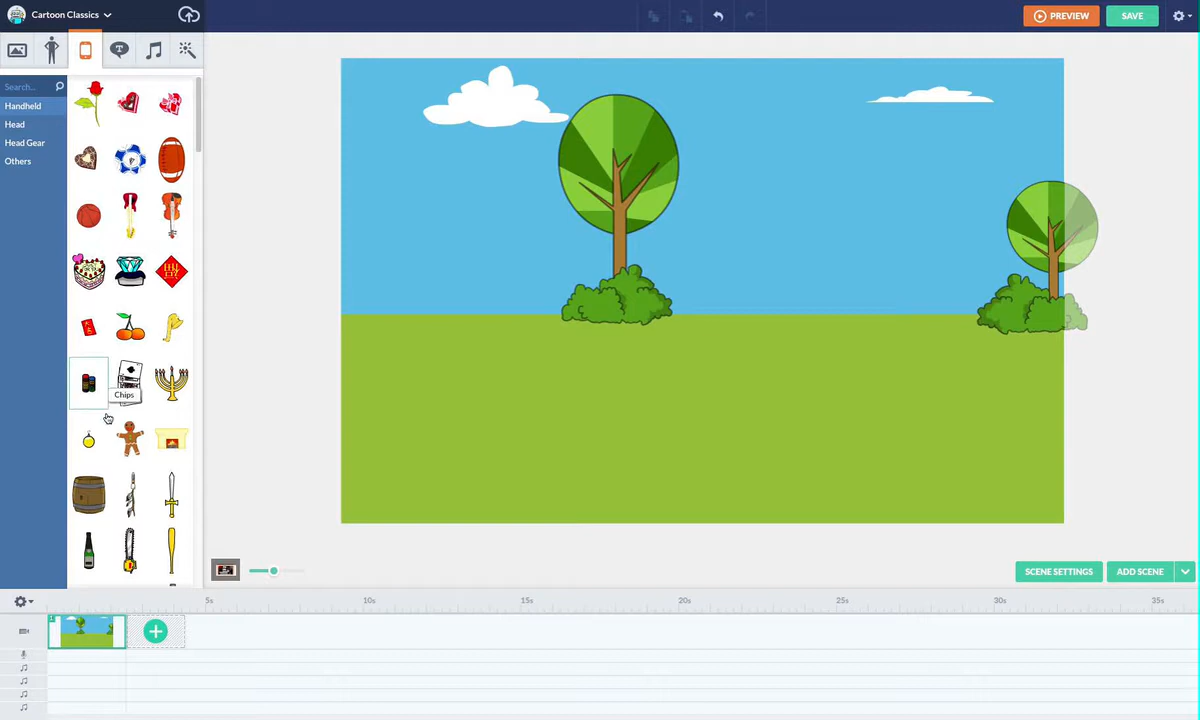 Cartoon Classics
PREVIEW
SAVE
Search...
Handheld
Head
Head Gear
Others
Chips
SCENE SETTINGS
ADD SCENE
5s
10s
15s
20s
25s
30s
35s
1